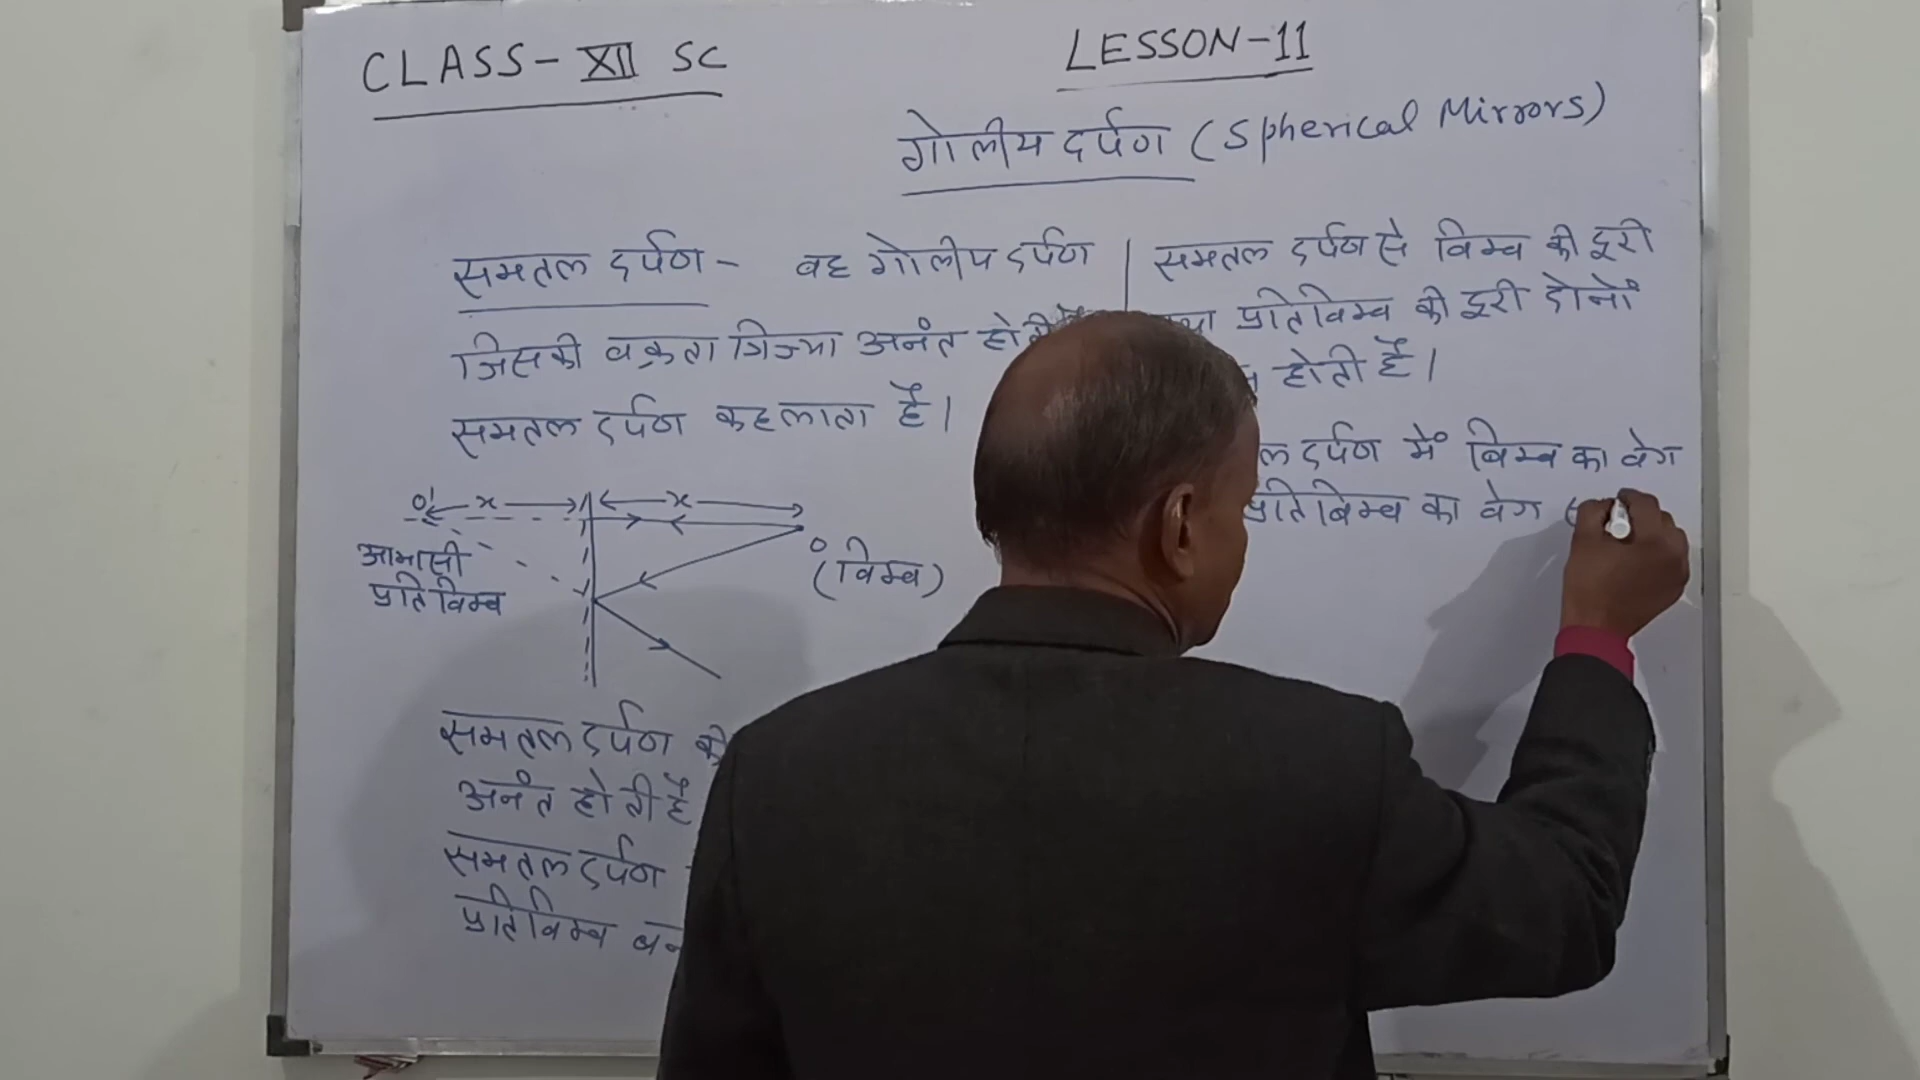 CLASS-XII SC
LESSON-11
गोलीय दर्पण (Spherical Mirrors)
समतल दर्पण- वह गोलीय दर्पण
जिसकी वक्रता त्रिज्या अनंत
समतल दर्पण कहलाता है।
O' x x
O
(विम्ब)
आभासी
प्रतिविम्ब
समतल दर्पण की
अनंत होती है
समतल दर्पण
प्रतिविम्ब
समतल दर्पण से विम्ब की दूरी
प्रतिविम्ब की दूरी दोनों
होती है।
दर्पण में बिम्ब का वेग
प्रतिबिम्ब का वेग